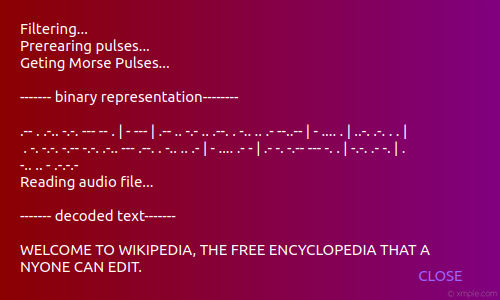 Filtering...
Prerearing pulses...
Geting Morse Pulses...
------- binary representation--------
.-- . .-.. -.-. --- -- . | - --- | .-- .. -.- .. .--. . -.. .. .- --..-- | - .... . | ..-. .-. . . |
. -. -.-. -.-- -.-. .-.. --- .--. . -.. .. .- | - .... .- - | .- -. -.-- --- -. . | -.-. .- -. | .
-.. .. - .-.-.-
Reading audio file...
------- decoded text-------
WELCOME TO WIKIPEDIA, THE FREE ENCYCLOPEDIA THAT A
NYONE CAN EDIT.
CLOSE
© xmple.com